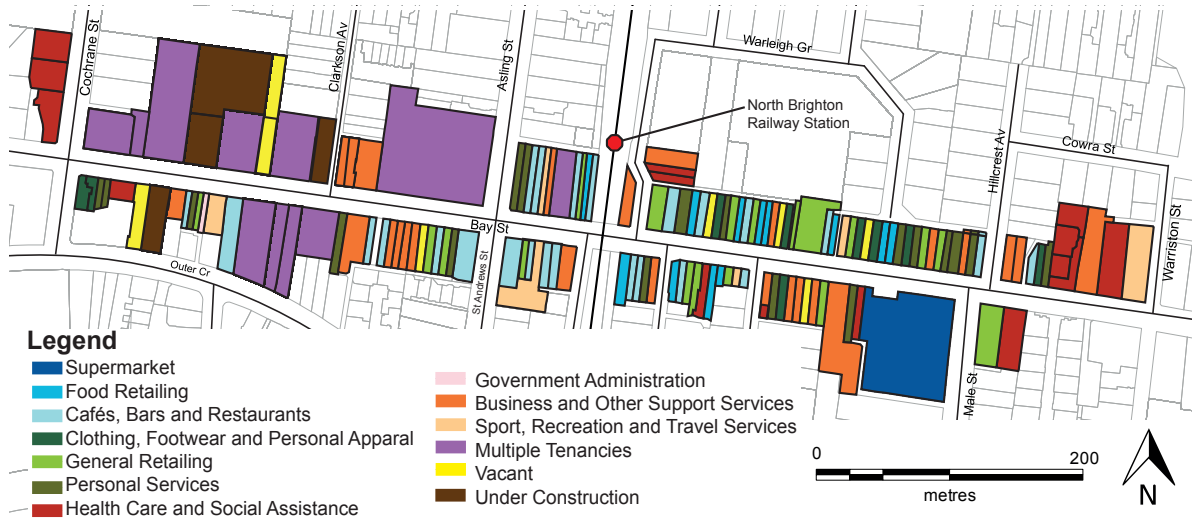 Cochrane St
Clarkson Av
Asling St
Warleigh Gr
North Brighton
Railway Station
Hillcrest Av
Cowra St
Warriston St
Bay St
St Andrews St
Outer Cr
Male St
Legend
Supermarket
Food Retailing
Cafés, Bars and Restaurants
Clothing, Footwear and Personal Apparal
General Retailing
Personal Services
Health Care and Social Assistance
Government Administration
Business and Other Support Services
Sport, Recreation and Travel Services
Multiple Tenancies
Vacant
Under Construction
0 200
metres
N